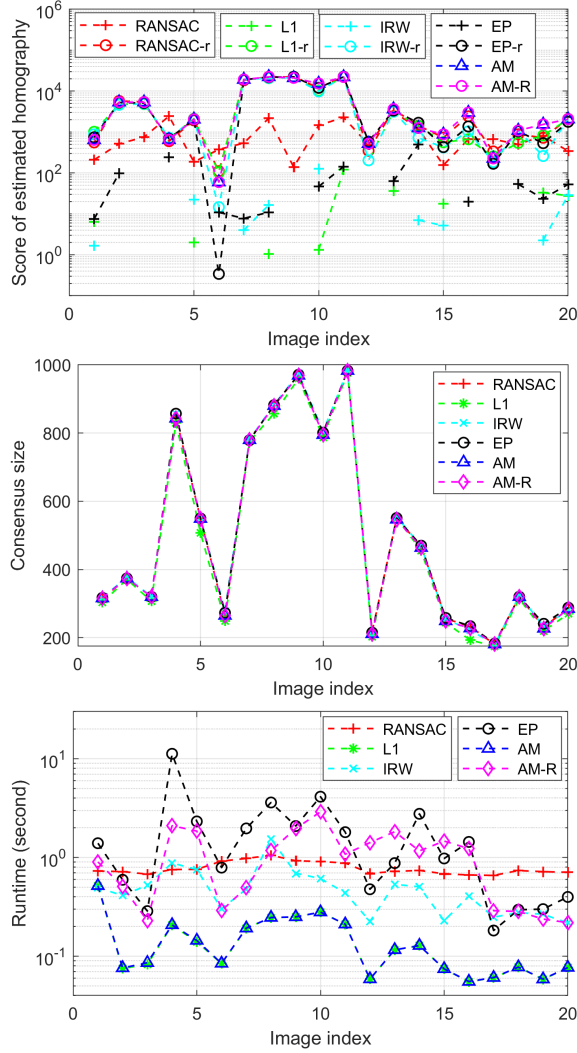 10^6
10^4
10^2
10^0
Score of estimated homography
RANSAC
RANSAC-r
L1
L1-r
IRW
IRW-r
EP
EP-r
AM
AM-R
0 5 10 15 20
Image index
1000
800
600
400
200
Consensus size
RANSAC
L1
IRW
EP
AM
AM-R
5 10 15 20
Image index
10^1
10^0
10^-1
Runtime (second)
RANSAC
L1
IRW
EP
AM
AM-R
0 5 10 15 20
Image index